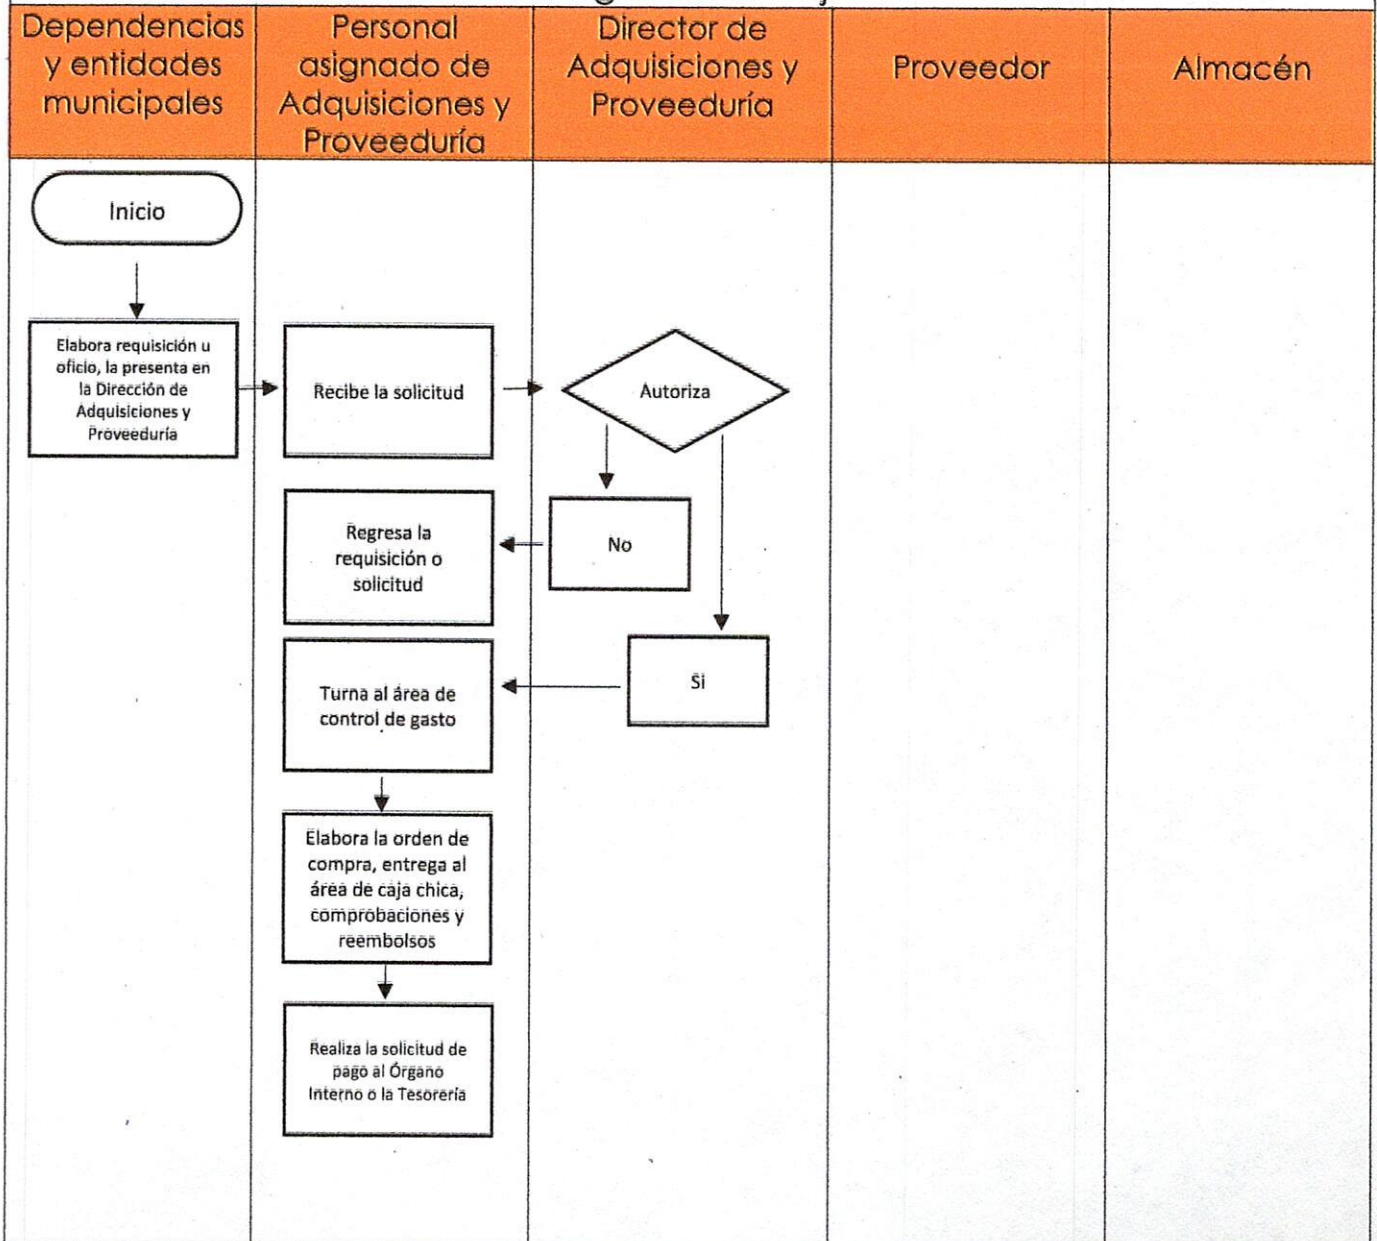 Dependencias
y entidades
municipales
Personal
asignado de
Adquisiciones y
Proveeduría
Director de
Adquisiciones y
Proveeduría
Proveedor
Almacén
Inicio
Elabora requisición u
oficio, la presenta en
la Dirección de
Adquisiciones y
Proveeduría
Recibe la solicitud
Autoriza
Regresa la
requisición o
solicitud
No
Turna al área de
control de gasto
Si
Elabora la orden de
compra, entrega al
área de caja chica,
comprobaciones y
reembolsos
Realiza la solicitud de
pago al Órgano
Interno o la Tesorería